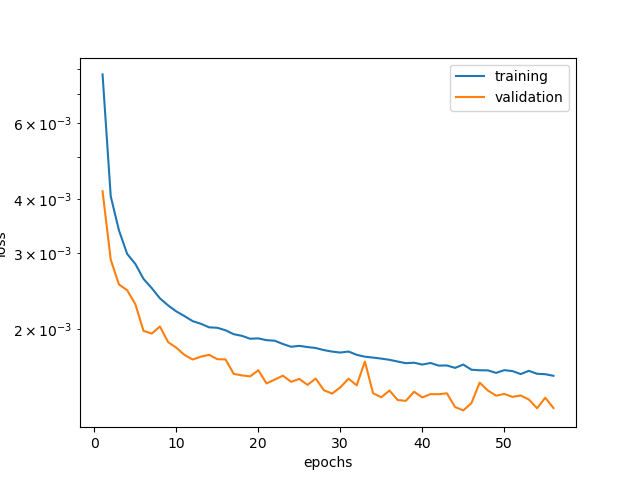 training
validation
6 × 10⁻³
4 × 10⁻³
3 × 10⁻³
2 × 10⁻³
loss
0 10 20 30 40 50
epochs